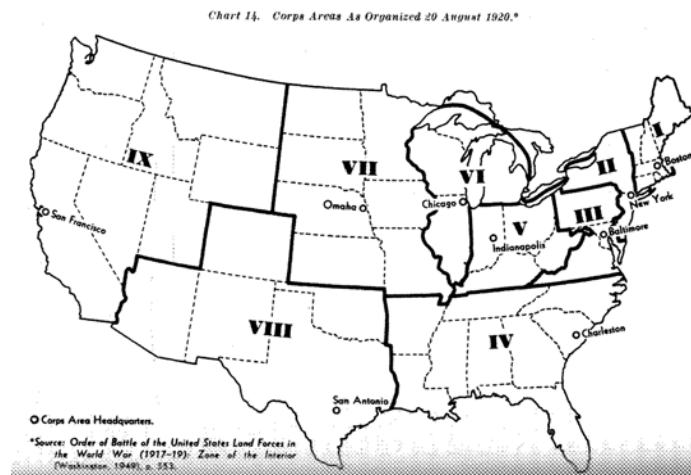 Chart 14. Corps Areas As Organized 20 August 1920.*
I
II
IX
VII
VI
Boston
New York
Omaha
Chicago
III
V
Baltimore
San Francisco
Indianapolis
VIII
IV
Charleston
San Antonio
Corps Area Headquarters.
*Source: Order of Battle of the United States Land Forces in
the World War (1917-19): Zone of the Interior
(Washington, 1949), p. 553.